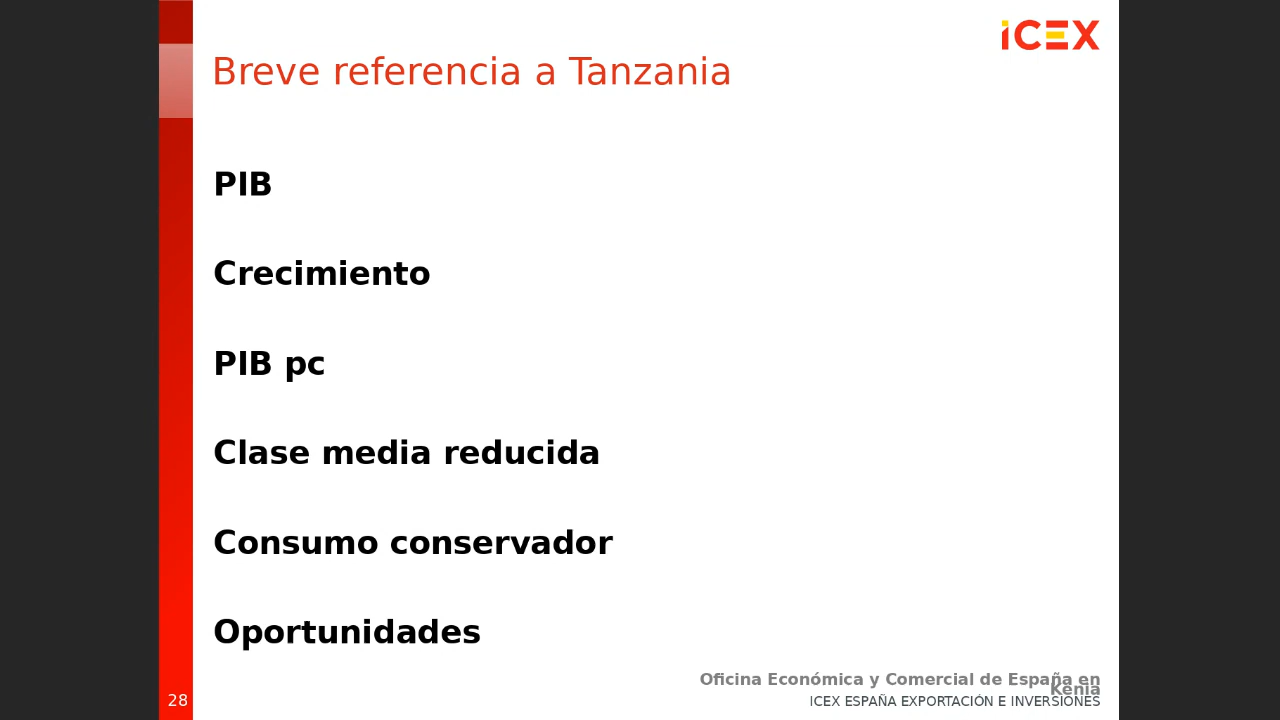 iCEX
Breve referencia a Tanzania
PIB
Crecimiento
PIB pc
Clase media reducida
Consumo conservador
Oportunidades
Oficina Económica y Comercial de España en
Kenia
ICEX ESPAÑA EXPORTACIÓN E INVERSIONES
28